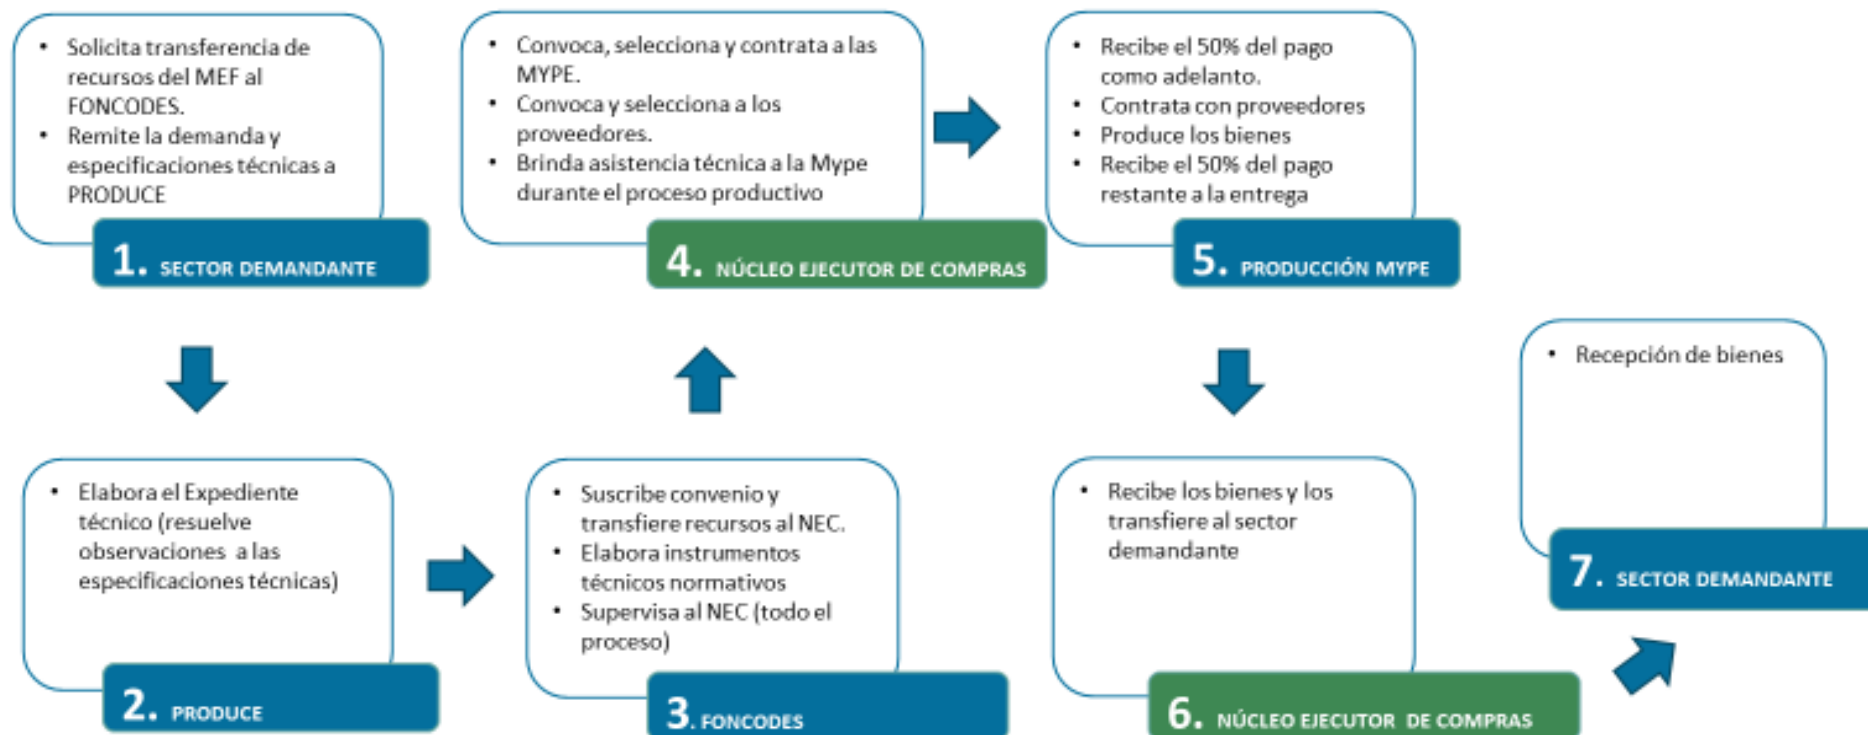 • Solicita transferencia de
recursos del MEF al
FONCODES.
• Remite la demanda y
especificaciones técnicas a
PRODUCE
1. SECTOR DEMANDANTE
• Elabora el Expediente
técnico (resuelve
observaciones a las
especificaciones técnicas)
2. PRODUCE
• Suscribe convenio y
transfiere recursos al NEC.
• Elabora instrumentos
técnicos normativos
• Supervisa al NEC (todo el
proceso)
3. FONCODES
• Convoca, selecciona y contrata a las
MYPE.
• Convoca y selecciona a los
proveedores.
• Brinda asistencia técnica a la Mype
durante el proceso productivo
4. NÚCLEO EJECUTOR DE COMPRAS
• Recibe el 50% del pago
como adelanto.
• Contrata con proveedores
• Produce los bienes
• Recibe el 50% del pago
restante a la entrega
5. PRODUCCIÓN MYPE
• Recibe los bienes y los
transfiere al sector
demandante
6. NÚCLEO EJECUTOR DE COMPRAS
• Recepción de bienes
7. SECTOR DEMANDANTE